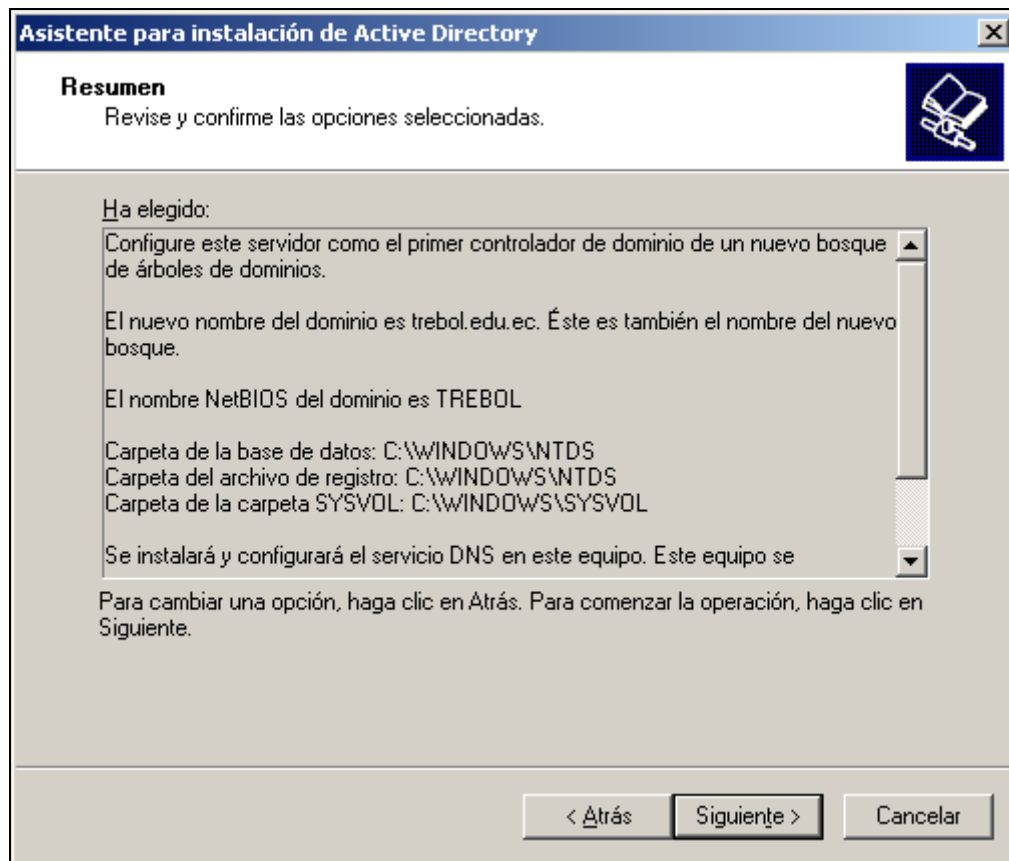 Asistente para instalación de Active Directory
Resumen
Revise y confirme las opciones seleccionadas.
Ha elegido:
Configure este servidor como el primer controlador de dominio de un nuevo bosque
de árboles de dominios.
El nuevo nombre del dominio es trebol.edu.ec. Éste es también el nombre del nuevo
bosque.
El nombre NetBIOS del dominio es TREBOL
Carpeta de la base de datos: C:\WINDOWS\NTDS
Carpeta del archivo de registro: C:\WINDOWS\NTDS
Carpeta de la carpeta SYSVOL: C:\WINDOWS\SYSVOL
Se instalará y configurará el servicio DNS en este equipo. Este equipo se
Para cambiar una opción, haga clic en Atrás. Para comenzar la operación, haga clic en
Siguiente.
< Atrás
Siguiente >
Cancelar